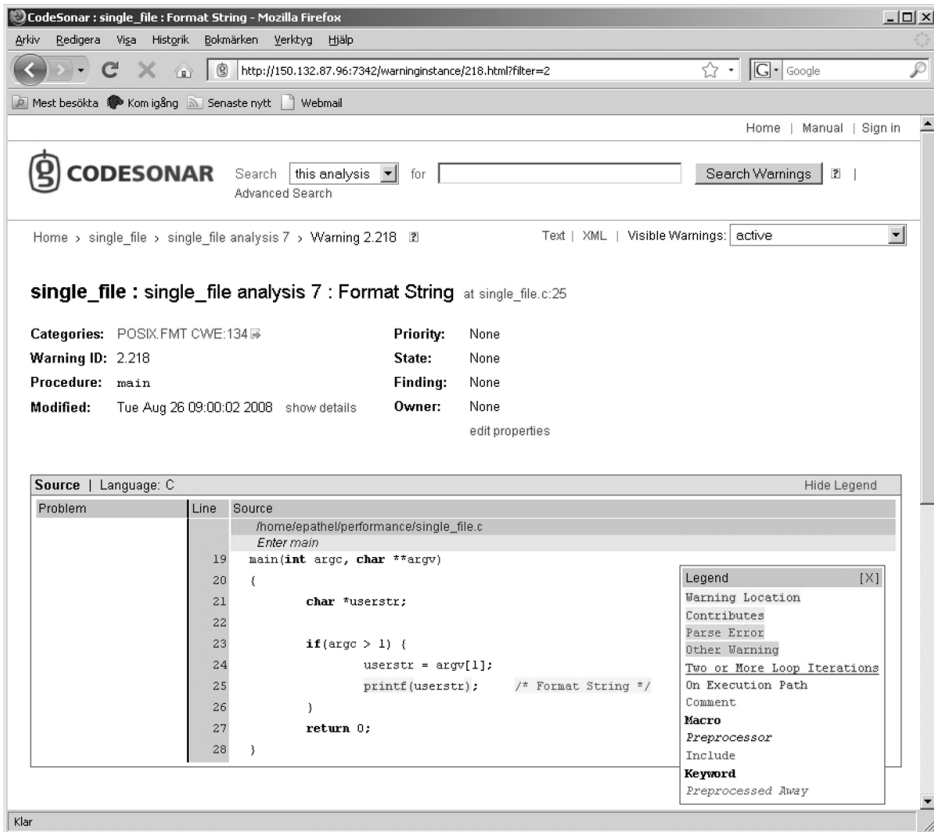 CodeSonar : single_file : Format String - Mozilla Firefox
Arkiv Redigera Visa Historik Bokmärken Verktyg Hjälp
http://150.132.87.96:7342/warninginstance/218.html?filter=2
Google
Mest besökta Kom igång Senaste nytt Webmail
Home | Manual | Sign in
CODESONAR Search this analysis for Search Warnings ? |
Advanced Search
Home > single_file > single_file analysis 7 > Warning 2.218 ? Text | XML | Visible Warnings: active
single_file : single_file analysis 7 : Format String at single_file.c:25
Categories: POSIX.FMT CWE:134 Priority: None
Warning ID: 2.218 State: None
Procedure: main Finding: None
Modified: Tue Aug 26 09:00:02 2008 show details Owner: None
edit properties
Source | Language: C Hide Legend
Problem Line Source
/home/epathel/performance/single_file.c
Enter main
19 main(int argc, char **argv)
20 {
21 char *userstr;
22
23 if(argc > 1) {
24 userstr = argv[1];
25 printf(userstr); /* Format String */
26 }
27 return 0;
28 }
Legend [X]
Warning Location
Contributes
Parse Error
Other Warning
Two or More Loop Iterations
On Execution Path
Comment
Macro
Preprocessor
Include
Keyword
Preprocessed Away
Klar